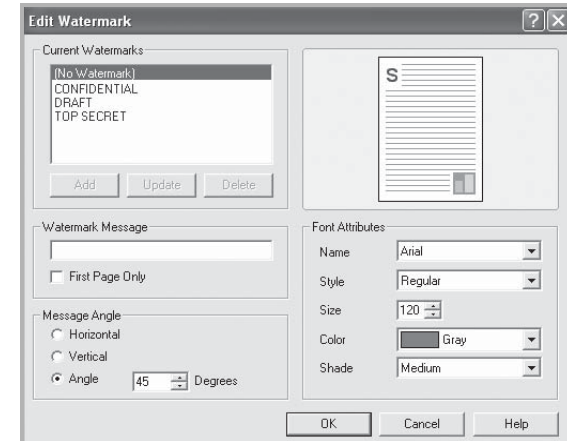 Edit Watermark
Current Watermarks
(No Watermark)
CONFIDENTIAL
DRAFT
TOP SECRET
Add Update Delete
S
Watermark Message
First Page Only
Message Angle
Horizontal
Vertical
Angle 45 Degrees
Font Attributes
Name Arial
Style Regular
Size 120
Color Gray
Shade Medium
OK Cancel Help